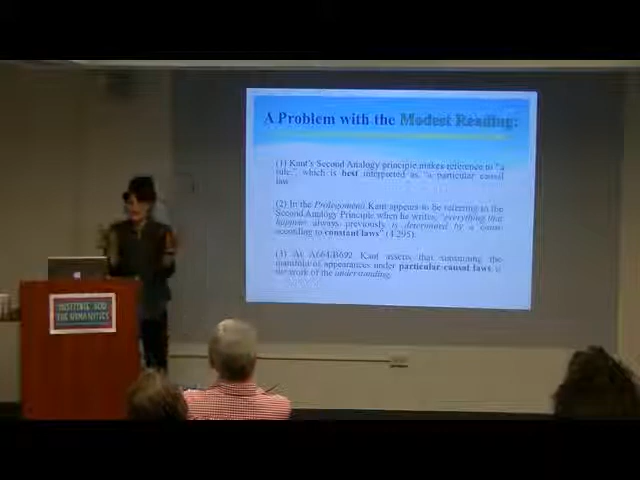 A Problem with the Modest Reading:
(1) Kant's Second Analogy principle makes reference to "a
rule," which is best interpreted as "a particular causal
law.
(2) In the Prolegomena Kant appears to be referring to the
Second Analogy Principle when he writes, "everything that
happens always previously is determined by a cause
according to constant laws" (4:295).
(3) At A664/B692 Kant asserts that subsuming the
manifold of appearances under particular causal laws is
the work of the understanding.
INSTITUTE FOR
THE HUMANITIES